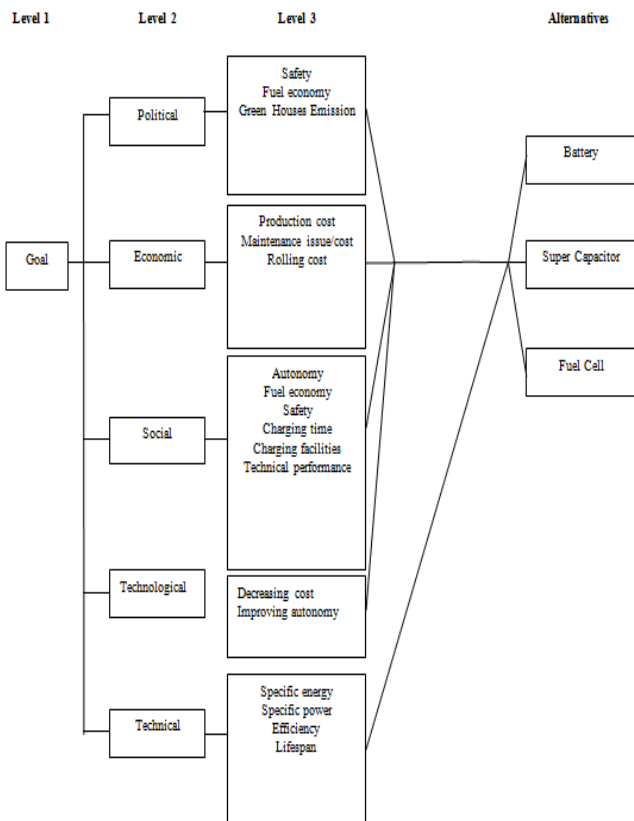 Level 1
Level 2
Level 3
Alternatives
Goal
Political
Economic
Social
Technological
Technical
Safety
Fuel economy
Green Houses Emission
Production cost
Maintenance issue/cost
Rolling cost
Autonomy
Fuel economy
Safety
Charging time
Charging facilities
Technical performance
Decreasing cost
Improving autonomy
Specific energy
Specific power
Efficiency
Lifespan
Battery
Super Capacitor
Fuel Cell